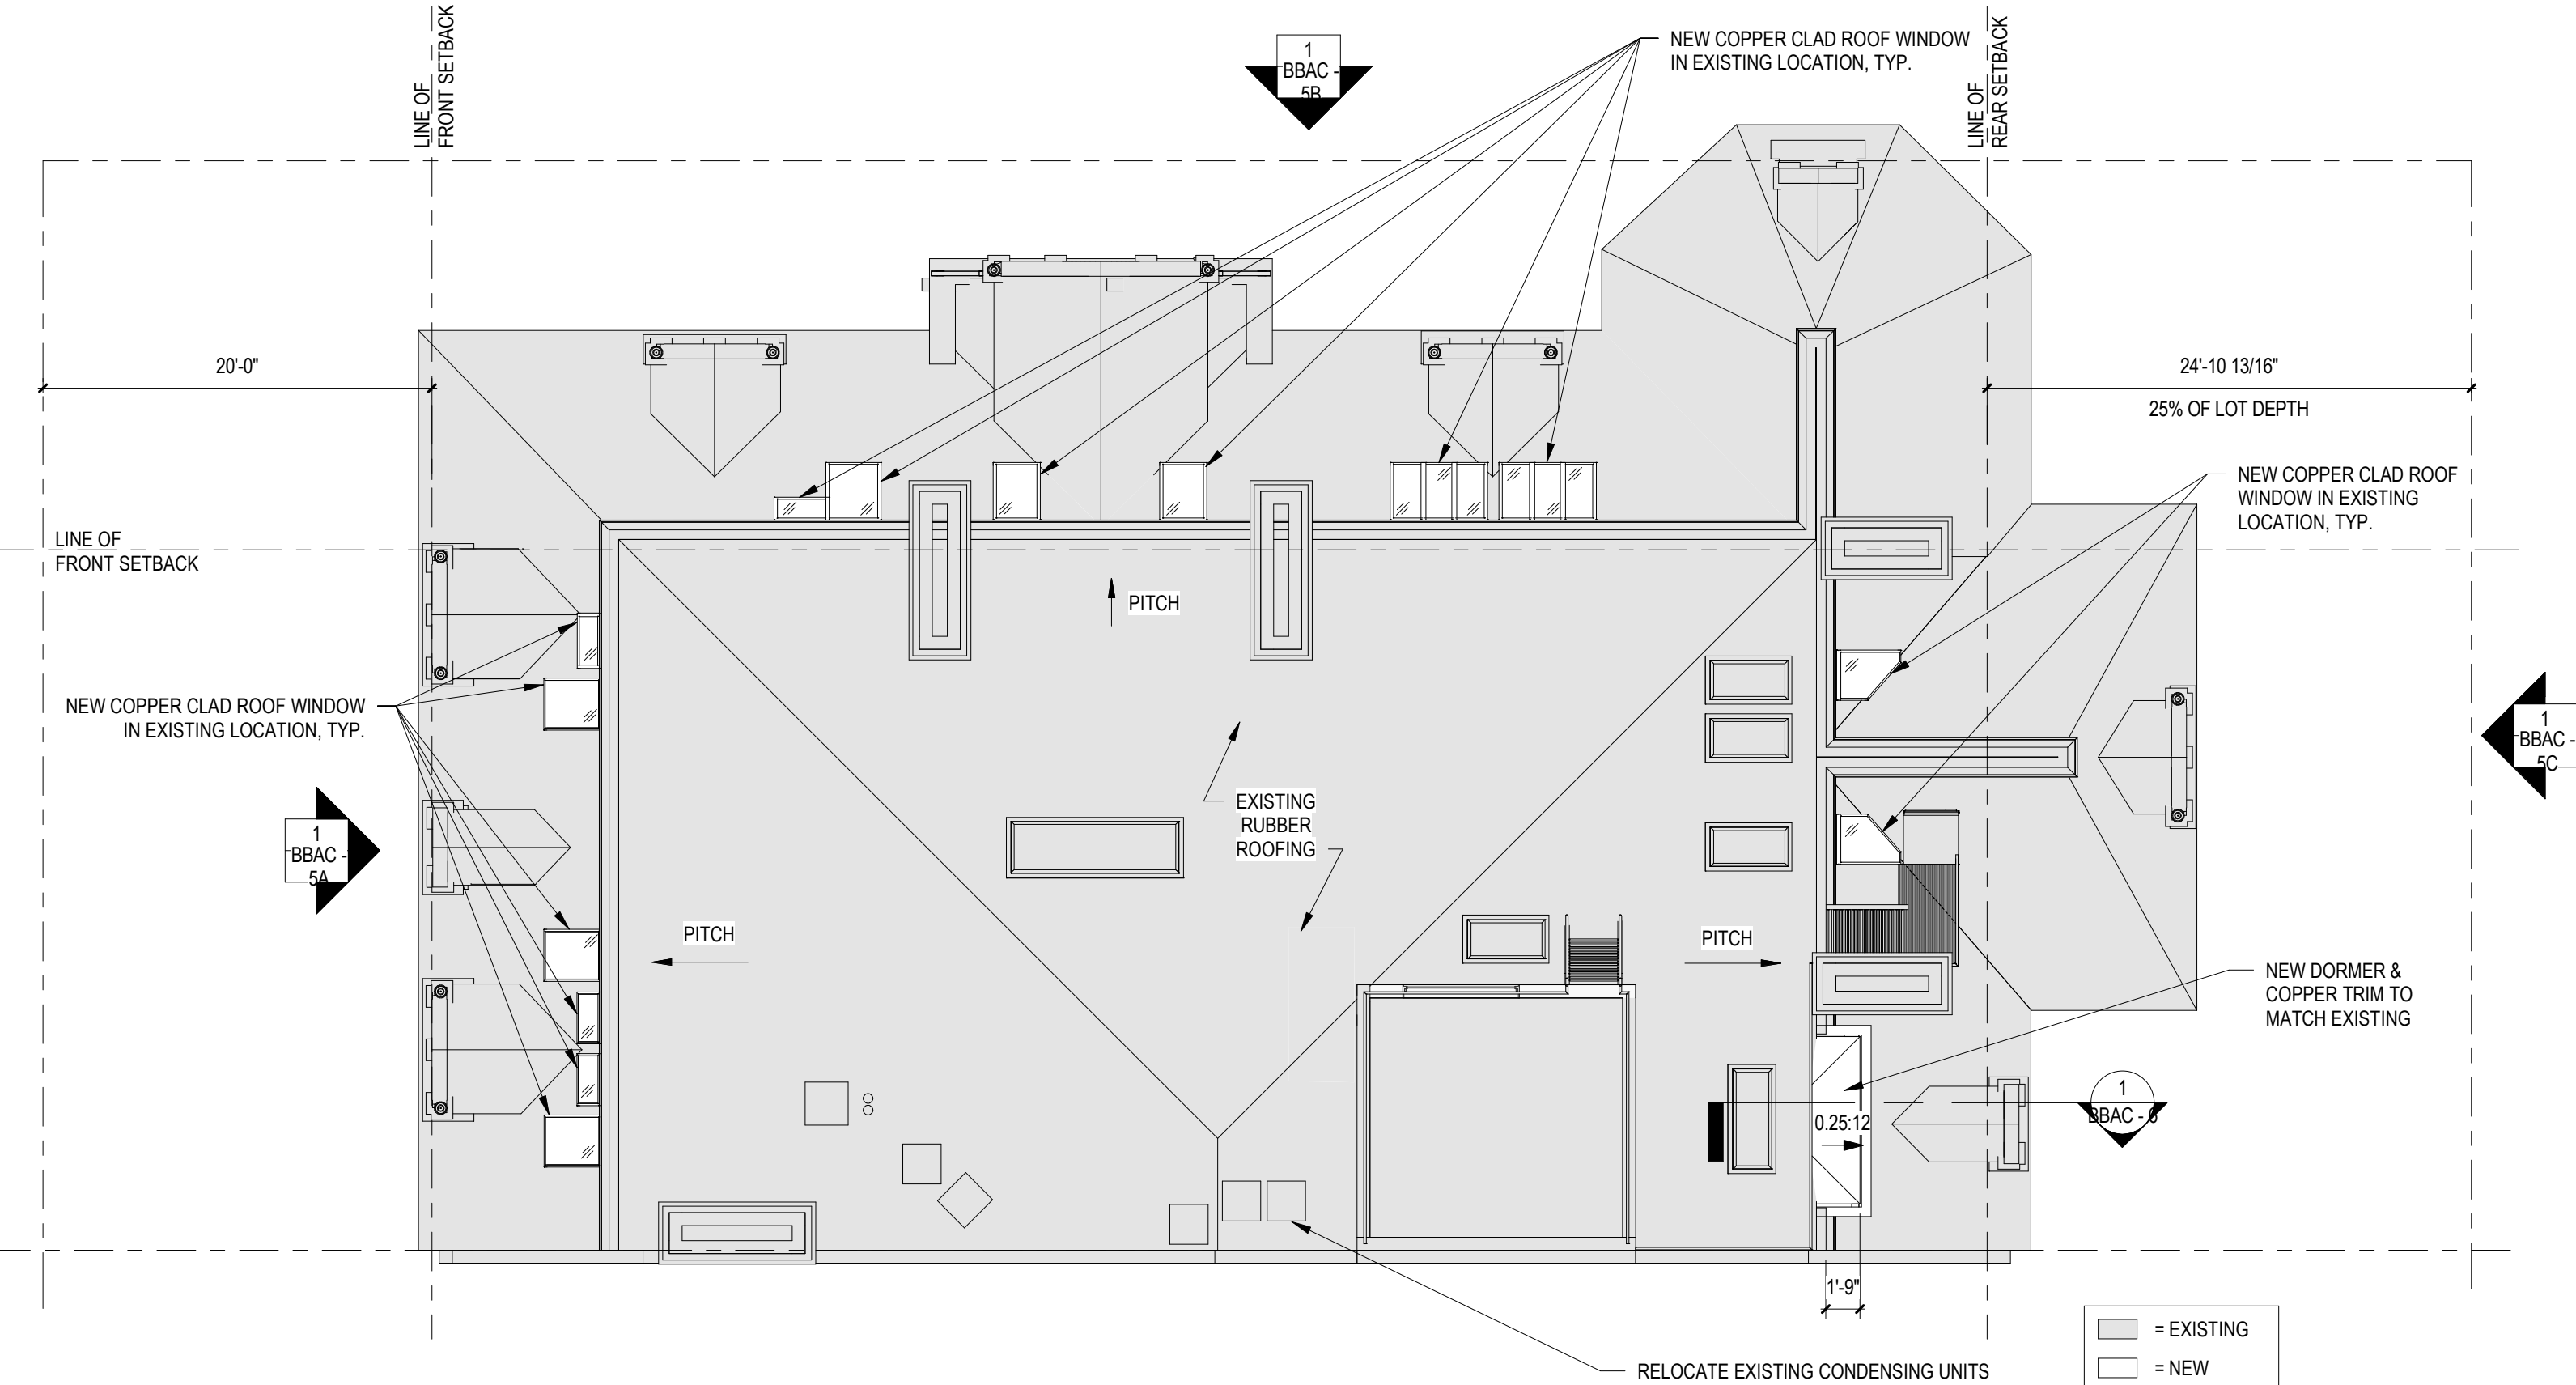 LINE OF
FRONT SETBACK
1
BBAC -
5B
NEW COPPER CLAD ROOF WINDOW
IN EXISTING LOCATION, TYP.
LINE OF
REAR SETBACK
20'-0"
24'-10 13/16"
25% OF LOT DEPTH
NEW COPPER CLAD ROOF
WINDOW IN EXISTING
LOCATION, TYP.
LINE OF
FRONT SETBACK
PITCH
NEW COPPER CLAD ROOF WINDOW
IN EXISTING LOCATION, TYP.
1
BBAC -
5C
EXISTING
RUBBER
ROOFING
1
BBAC -
5A
PITCH
PITCH
NEW DORMER &
COPPER TRIM TO
MATCH EXISTING
1
BBAC - 6
0.25:12
1'-9"
= EXISTING
= NEW
RELOCATE EXISTING CONDENSING UNITS